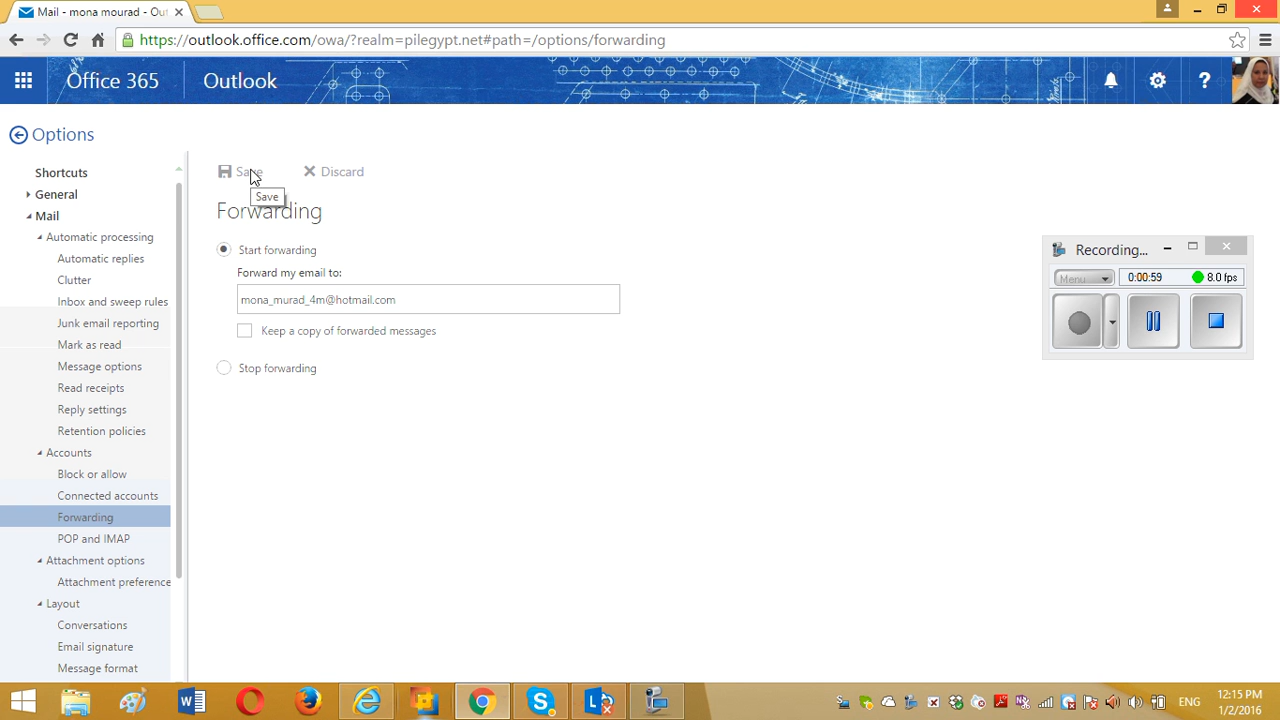 Mail - mona mourad - Out
https://outlook.office.com/owa/?realm=pilegypt.net#path=/options/forwarding
Office 365
Outlook
?
Options
Shortcuts
General
Mail
Automatic processing
Automatic replies
Clutter
Inbox and sweep rules
Junk email reporting
Mark as read
Message options
Read receipts
Reply settings
Retention policies
Accounts
Block or allow
Connected accounts
Forwarding
POP and IMAP
Attachment options
Attachment preference
Layout
Conversations
Email signature
Message format
Save
Discard
Save
Forwarding
Start forwarding
Forward my email to:
mona_murad_4m@hotmail.com
Keep a copy of forwarded messages
Stop forwarding
Recording...
Menu
0:00:59
8.0 fps
ENG
12:15 PM
1/2/2016